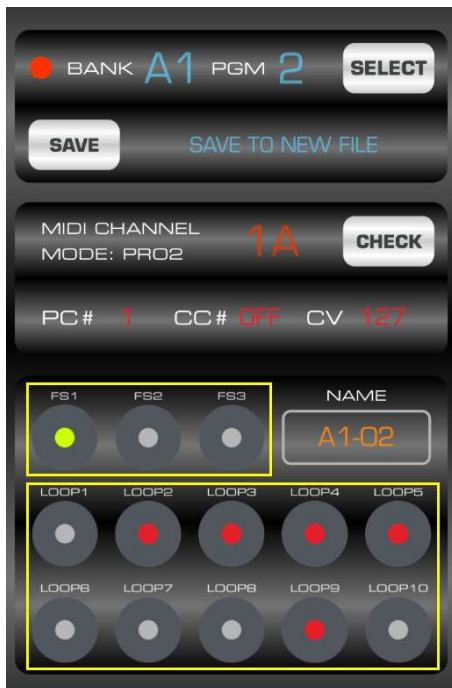 BANK A1 PGM 2 SELECT
SAVE SAVE TO NEW FILE
MIDI CHANNEL
MODE: PRO2 1A CHECK
PC# 1 CC# OFF CV 127
FS1 FS2 FS3 NAME
A1-02
LOOP1 LOOP2 LOOP3 LOOP4 LOOP5
LOOP6 LOOP7 LOOP8 LOOP9 LOOP10